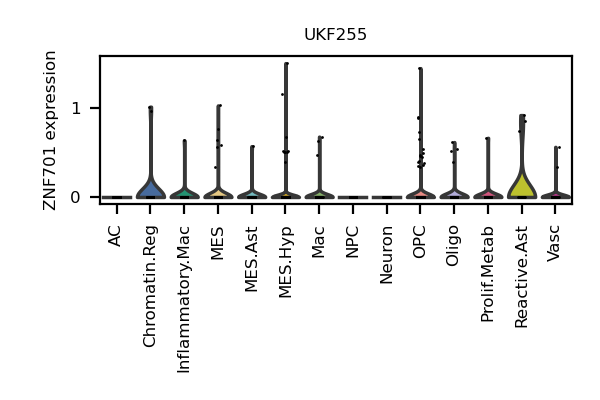 UKF255
ZNF701 expression
1
0
AC
Chromatin.Reg
Inflammatory.Mac
MES
MES.Ast
MES.Hyp
Mac
NPC
Neuron
OPC
Oligo
Prolif.Metab
Reactive.Ast
Vasc